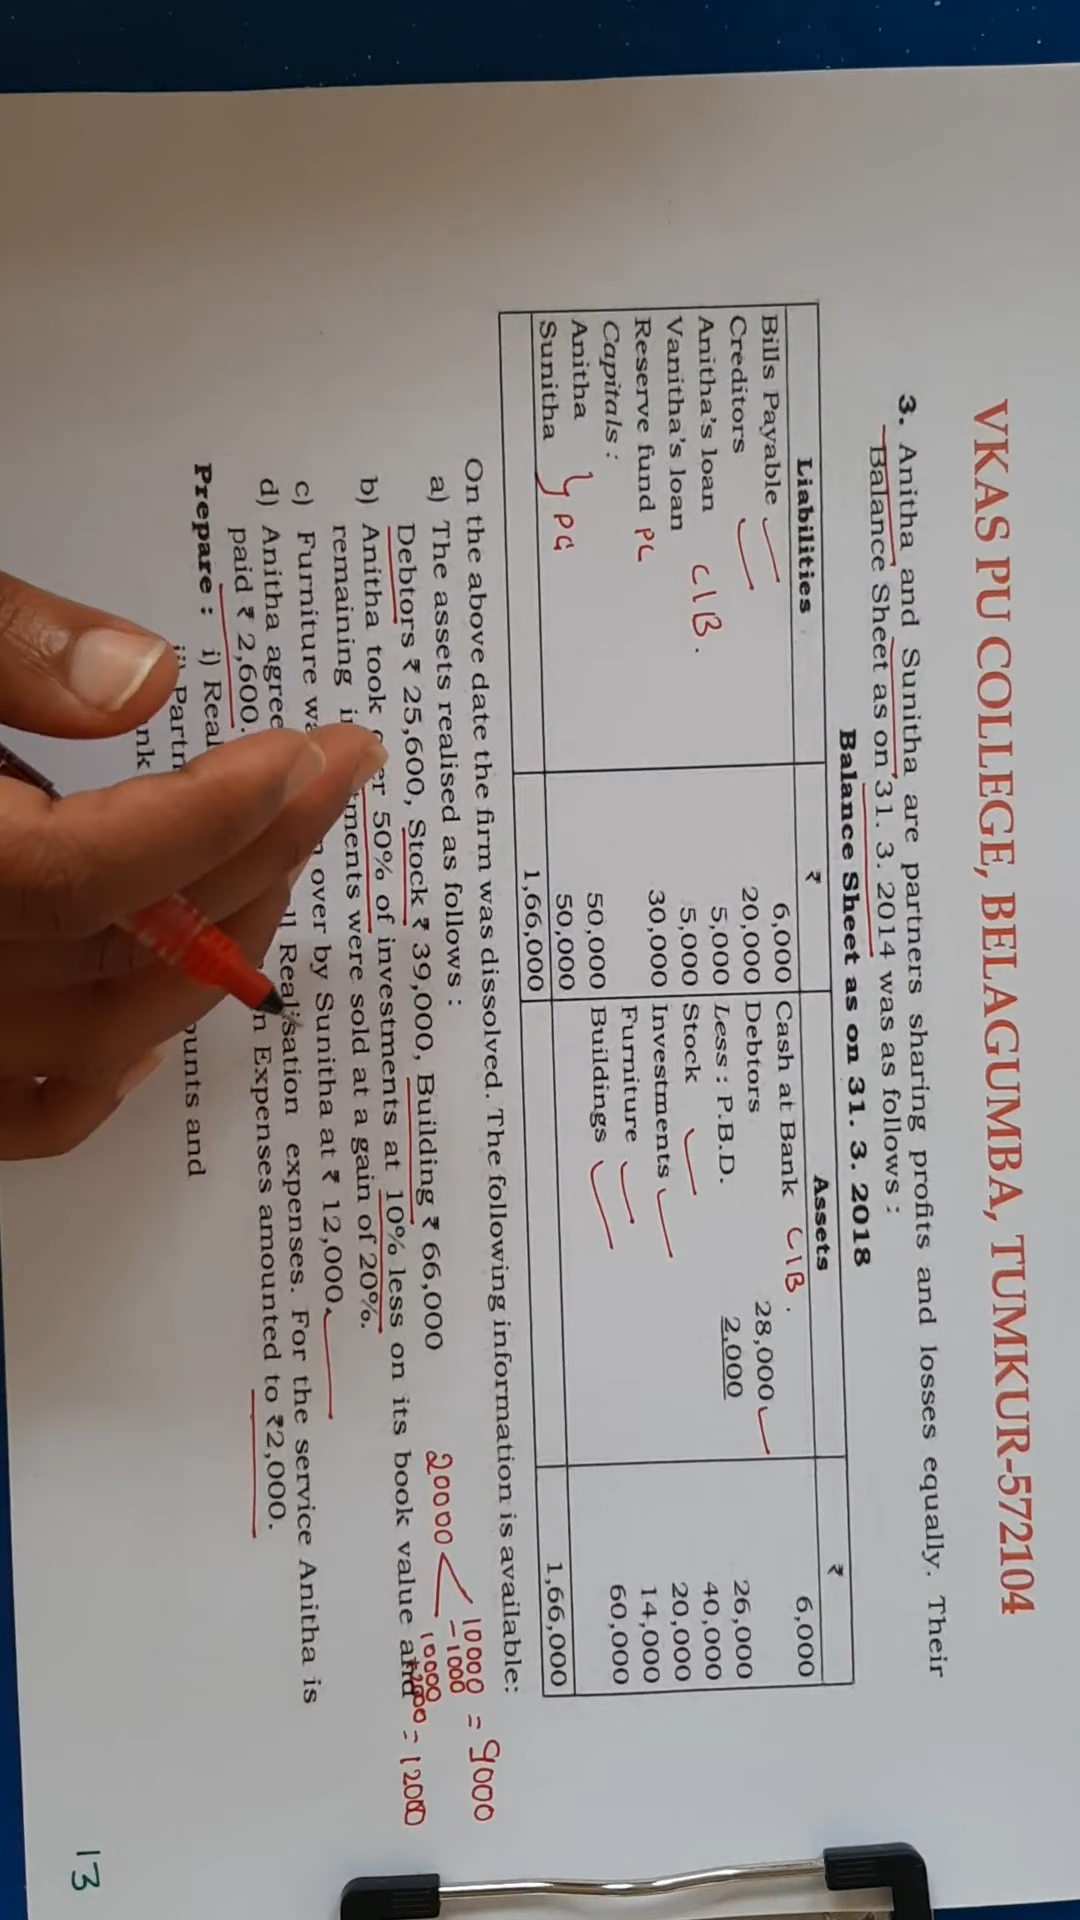 VKAS PU COLLEGE, BELAGUMBA, TUMKUR-572104
3. Anitha and Sunitha are partners sharing profits and losses equally. Their
Balance Sheet as on 31. 3. 2014 was as follows :
Balance Sheet as on 31. 3. 2018
Liabilities ₹ Assets ₹
Bills Payable 6,000 Cash at Bank C/B. 6,000
Creditors 20,000 Debtors 28,000
Anitha's loan C/B. 5,000 Less : P.B.D. 2,000 26,000
Vanitha's loan 5,000 Stock 40,000
Reserve fund PC 30,000 Investments 20,000
Capitals : Furniture 14,000
Anitha 50,000 Buildings 60,000
Sunitha } PC 50,000
1,66,000 1,66,000
On the above date the firm was dissolved. The following information is available:
a) The assets realised as follows :
Debtors ₹ 25,600, Stock ₹ 39,000, Building ₹ 66,000
20000 < 10000 - 1000 = 9000
10000 + 2000 = 12000
b) Anitha took 50% of investments at 10% less on its book value and
remaining were sold at a gain of 20%.
c) Furniture over by Sunitha at ₹ 12,000.
d) Anitha Realisation expenses. For the service Anitha is
paid ₹ 2,600. Expenses amounted to ₹2,000.
Prepare : i)
13